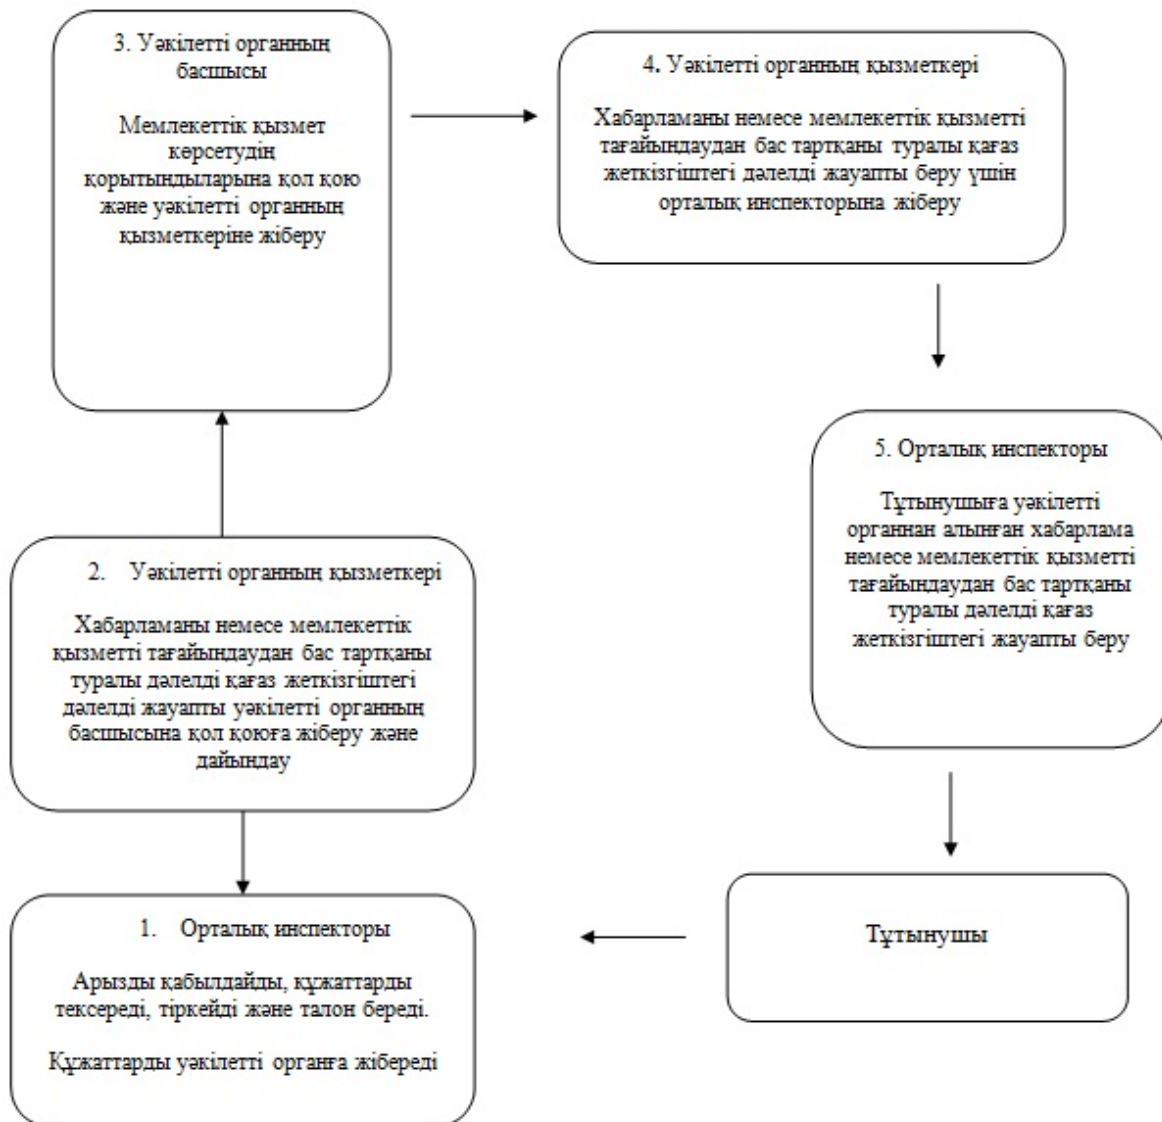 3. Уәкілетті органның
басшысы
Мемлекеттік қызмет
көрсетудің
қорытындыларына қол қою
және уәкілетті органның
қызметкеріне жіберу
4. Уәкілетті органның қызметкері
Хабарламаны немесе мемлекеттік қызметті
тағайындаудан бас тартқаны туралы қағаз
жеткізгіштегі дәлелді жауапты беру үшін
орталық инспекторына жіберу
5. Орталық инспекторы
Тұтынушыға уәкілетті
органнан алынған хабарлама
немесе мемлекеттік қызметті
тағайындаудан бас тартқаны
туралы дәлелді қағаз
жеткізгіштегі жауапты беру
2. Уәкілетті органның қызметкері
Хабарламаны немесе мемлекеттік
қызметті тағайындаудан бас тартқаны
туралы дәлелді қағаз жеткізгіштегі
дәлелді жауапты уәкілетті органның
басшысына қол қоюға жіберу және
дайындау
1. Орталық инспекторы
Арызды қабылдайды, құжаттарды
тексереді, тіркейді және талон береді.
Құжаттарды уәкілетті органға жібереді
Тұтынушы